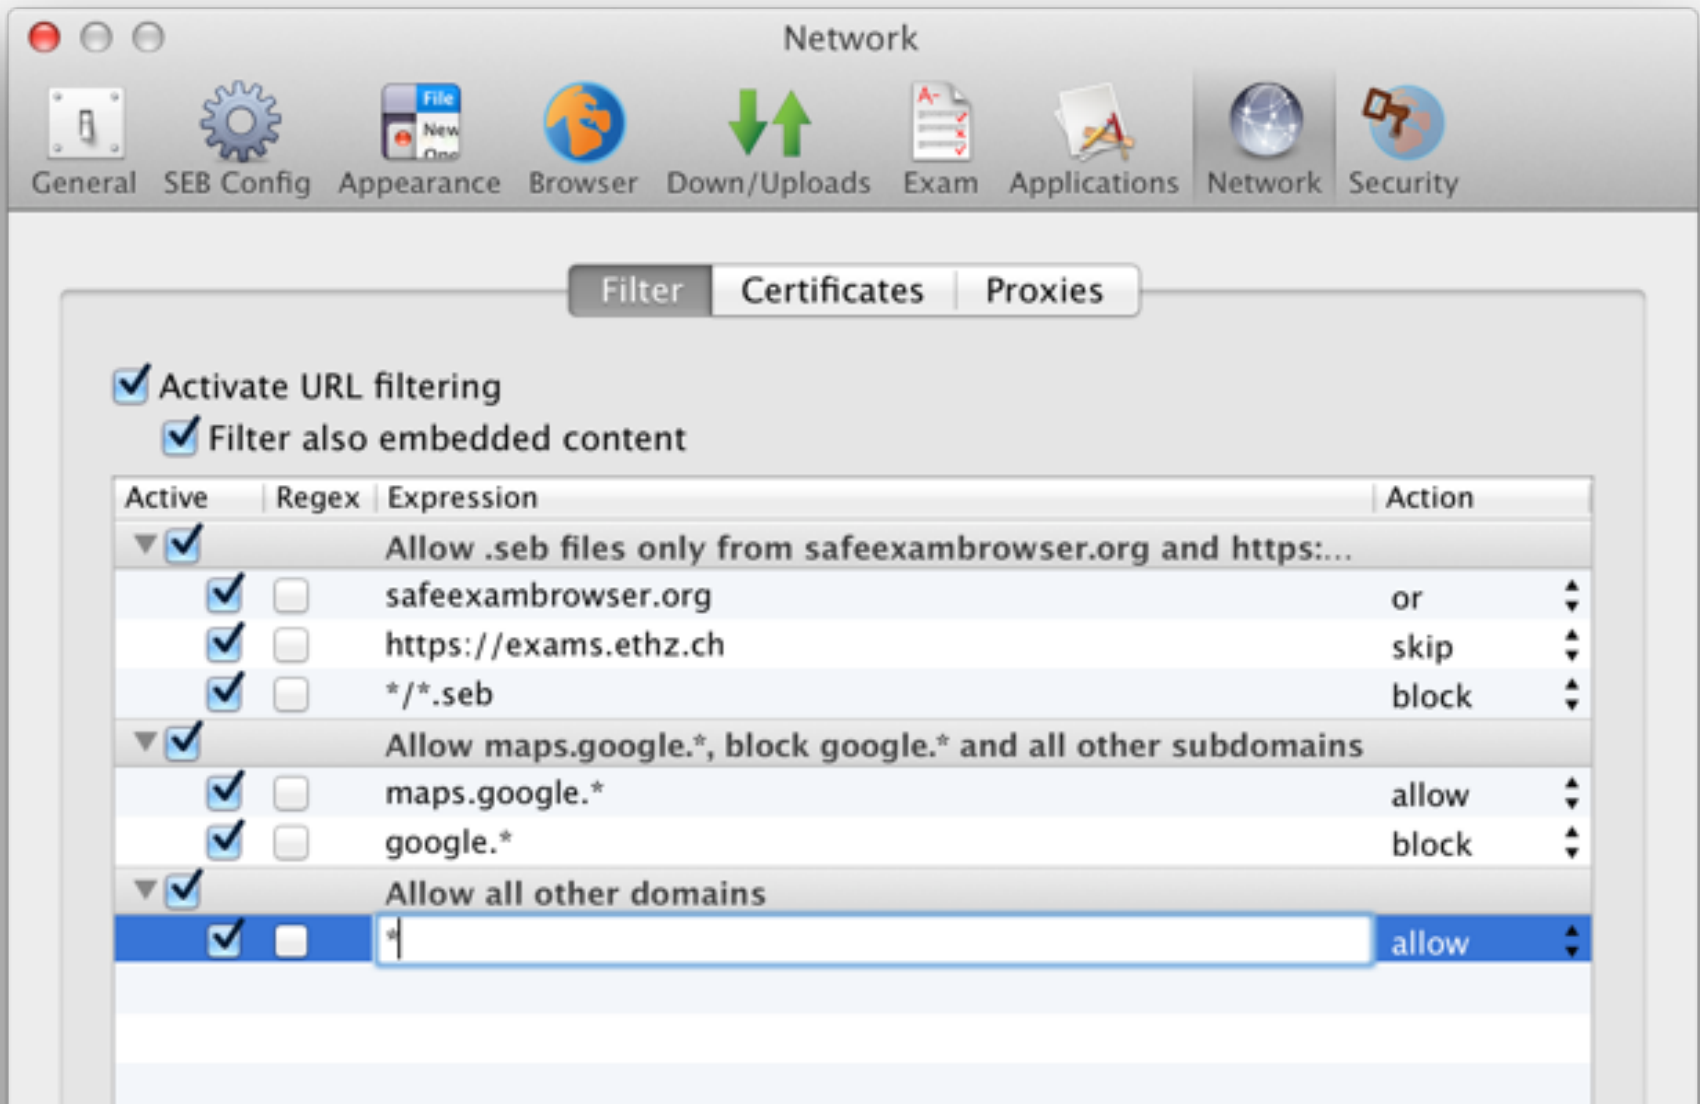 Network
File
New
A-
General SEB Config Appearance Browser Down/Uploads Exam Applications Network Security
Filter Certificates Proxies
Activate URL filtering
Filter also embedded content
Active Regex Expression Action
Allow .seb files only from safeexambrowser.org and https:...
safeexambrowser.org or
https://exams.ethz.ch skip
*/*.seb block
Allow maps.google.*, block google.* and all other subdomains
maps.google.* allow
google.* block
Allow all other domains
* allow